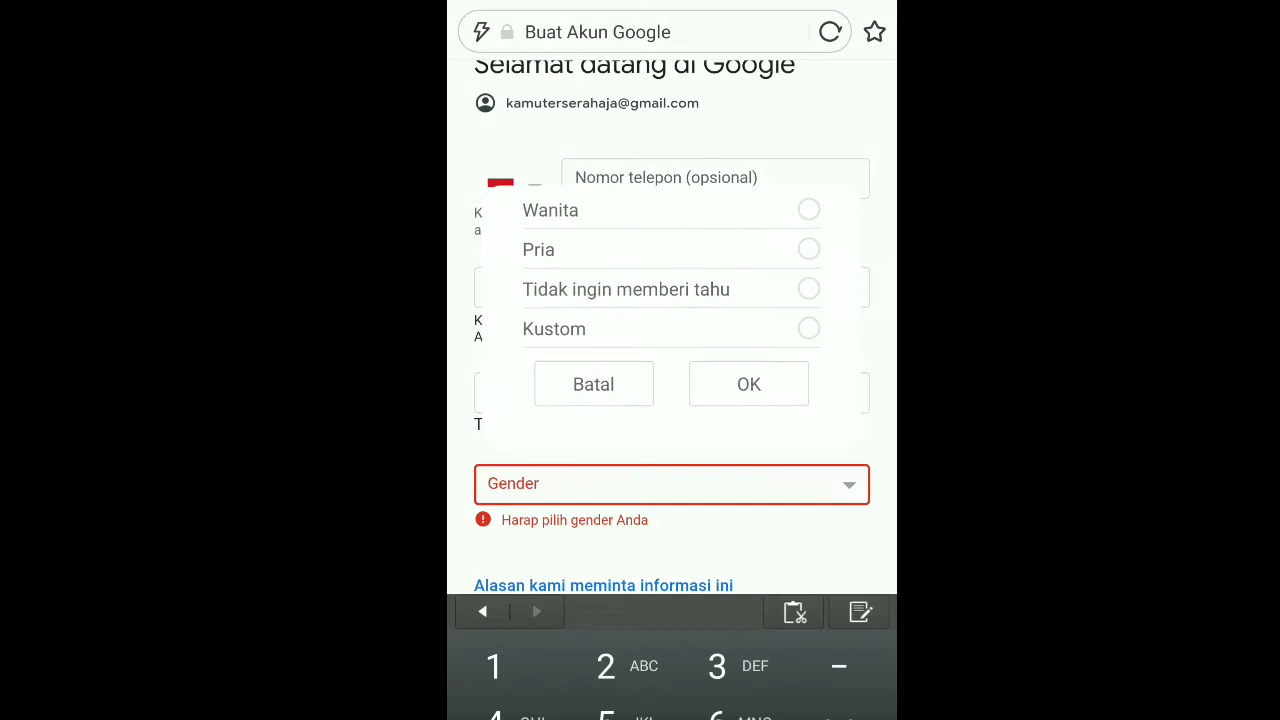 Buat Akun Google
Selamat datang di Google
kamuterserahaja@gmail.com
Nomor telepon (opsional)
K
a
Wanita
Pria
Tidak ingin memberi tahu
K
A
Kustom
Batal
OK
T
Gender
Harap pilih gender Anda
Alasan kami meminta informasi ini
1
2 ABC
3 DEF
-